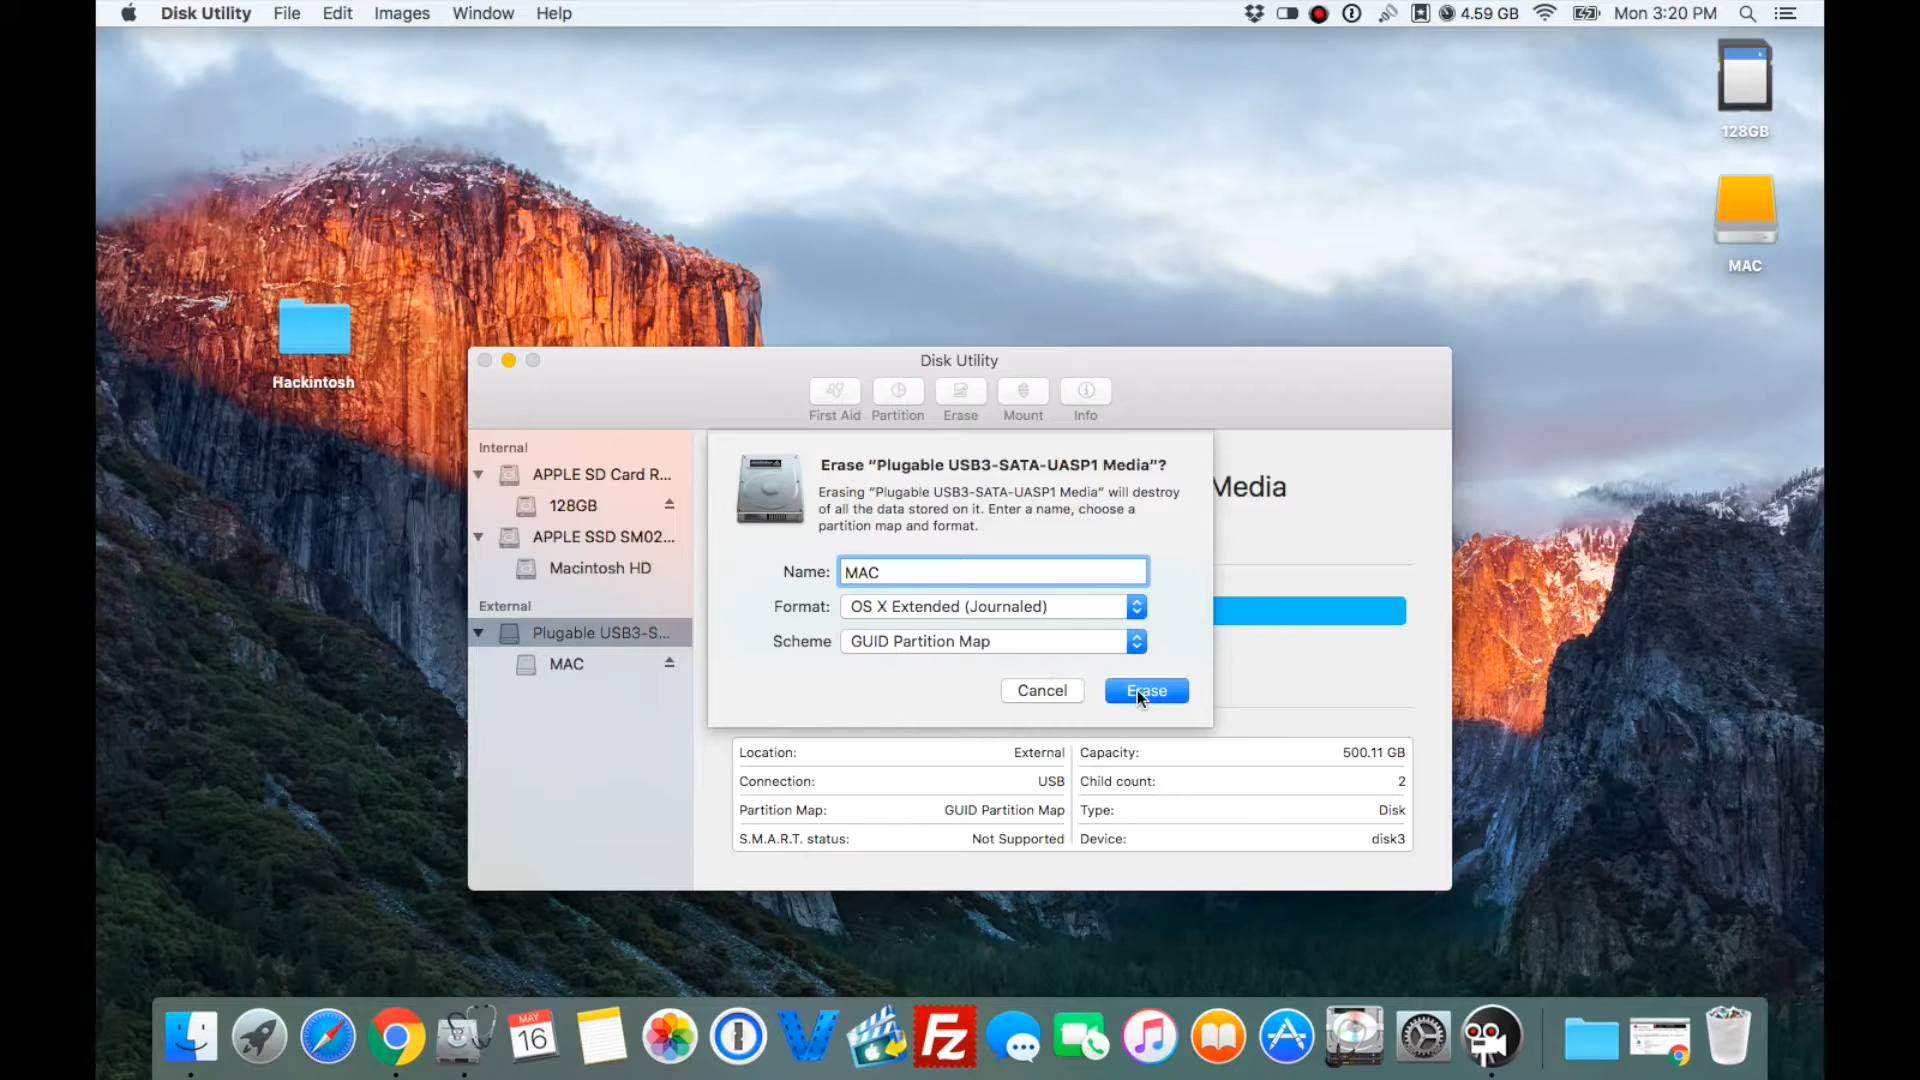 Disk Utility File Edit Images Window Help 4.59 GB Mon 3:20 PM
128GB
MAC
Hackintosh
Disk Utility
First Aid Partition Erase Mount Info
Internal
APPLE SD Card R...
128GB
APPLE SSD SM02...
Macintosh HD
External
Plugable USB3-S...
MAC
Media
Erase “Plugable USB3-SATA-UASP1 Media”?
Erasing “Plugable USB3-SATA-UASP1 Media” will destroy
of all the data stored on it. Enter a name, choose a
partition map and format.
Name: MAC
Format: OS X Extended (Journaled)
Scheme GUID Partition Map
Cancel Erase
Location: External Capacity: 500.11 GB
Connection: USB Child count: 2
Partition Map: GUID Partition Map Type: Disk
S.M.A.R.T. status: Not Supported Device: disk3
MAY
16